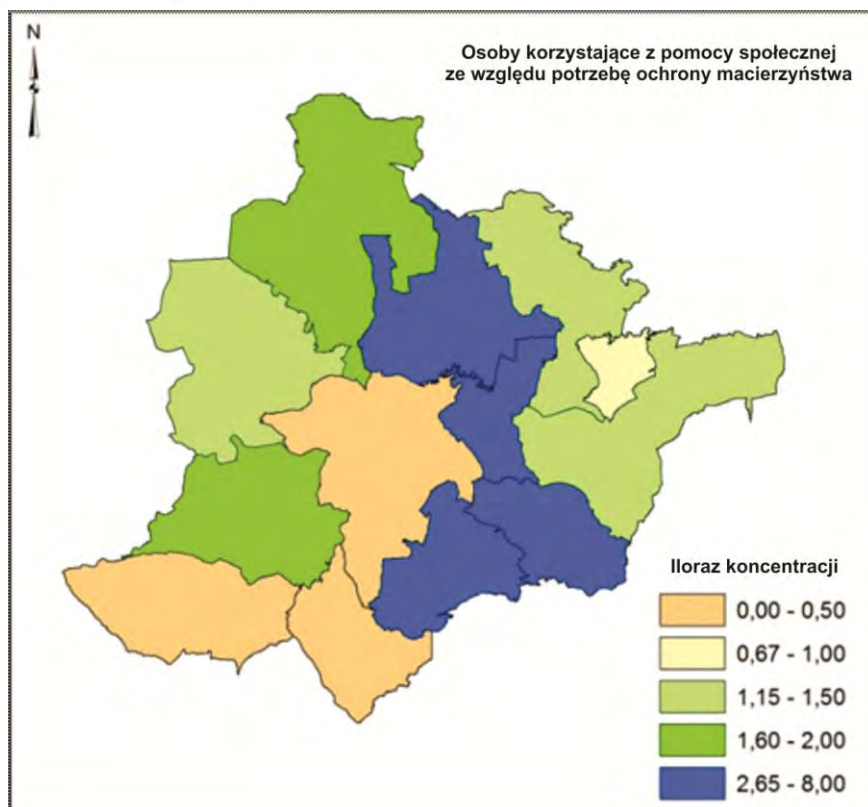 N
Osoby korzystające z pomocy społecznej
ze względu potrzebę ochrony macierzyństwa
Iloraz koncentracji
0,00 - 0,50
0,67 - 1,00
1,15 - 1,50
1,60 - 2,00
2,65 - 8,00